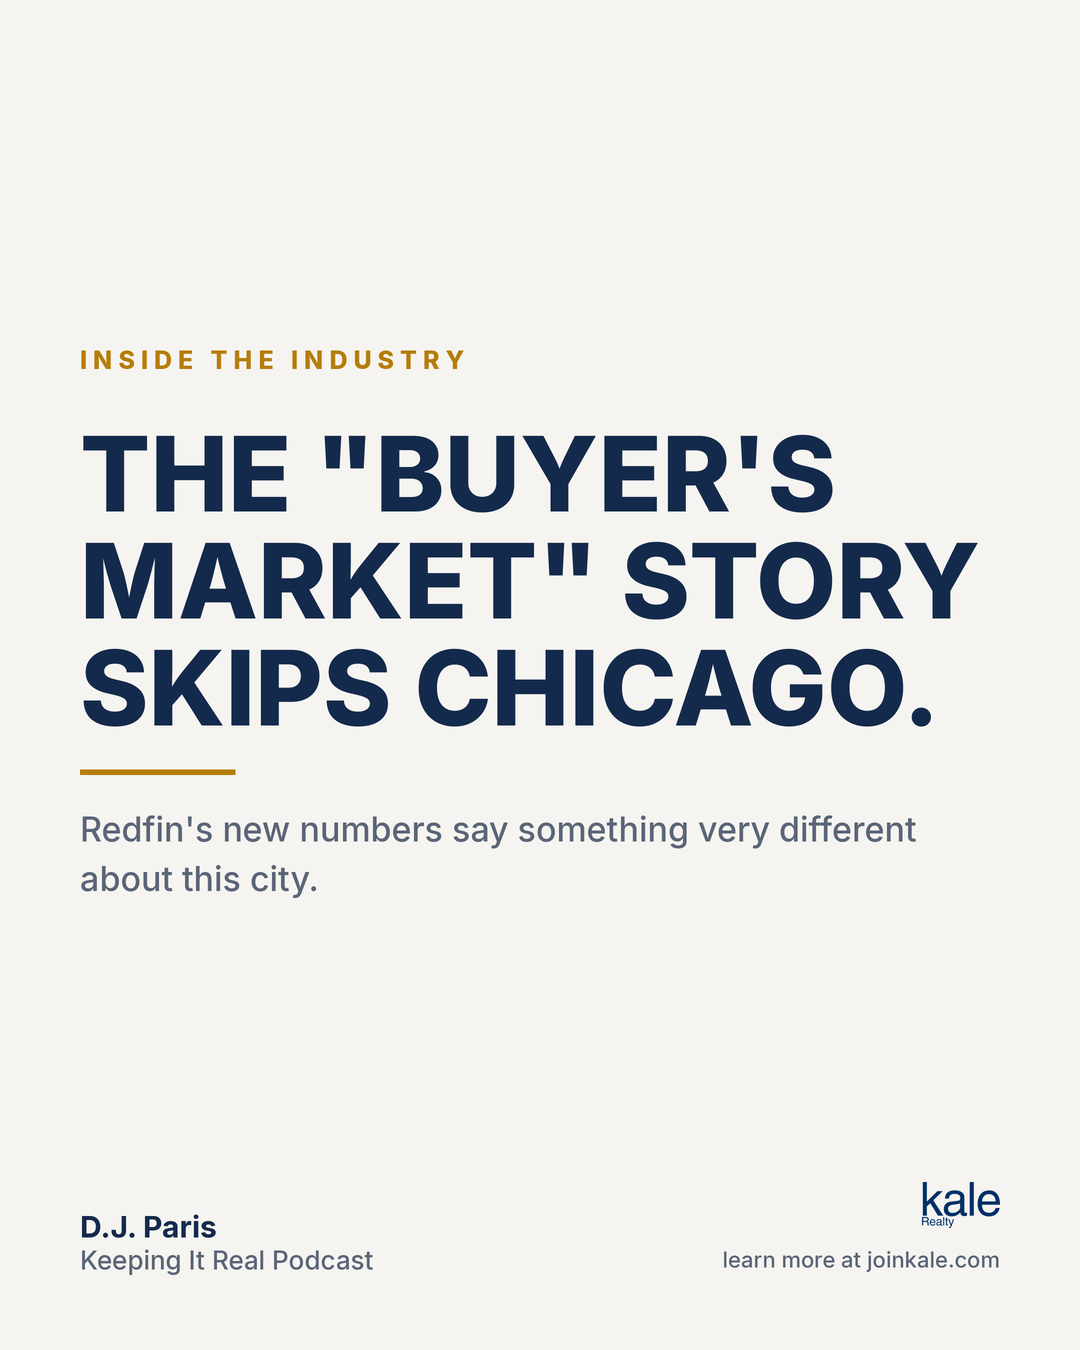 INSIDE THE INDUSTRY
THE "BUYER'S
MARKET" STORY
SKIPS CHICAGO.
Redfin's new numbers say something very different
about this city.
D.J. Paris
Keeping It Real Podcast
kale
Realty
learn more at joinkale.com